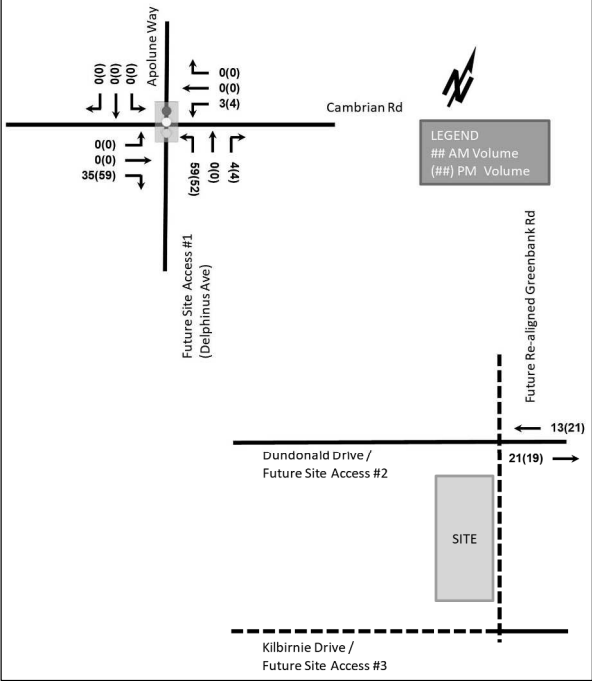 Apolune Way
0(0)
0(0)
0(0)
0(0)
0(0)
3(4)
Cambrian Rd
0(0)
0(0)
35(59)
59(52)
0(0)
4(4)
N
LEGEND
## AM Volume
(##) PM Volume
Future Site Access #1
(Delphinus Ave)
Future Re-aligned Greenbank Rd
13(21)
21(19)
Dundonald Drive /
Future Site Access #2
SITE
Kilbirnie Drive /
Future Site Access #3